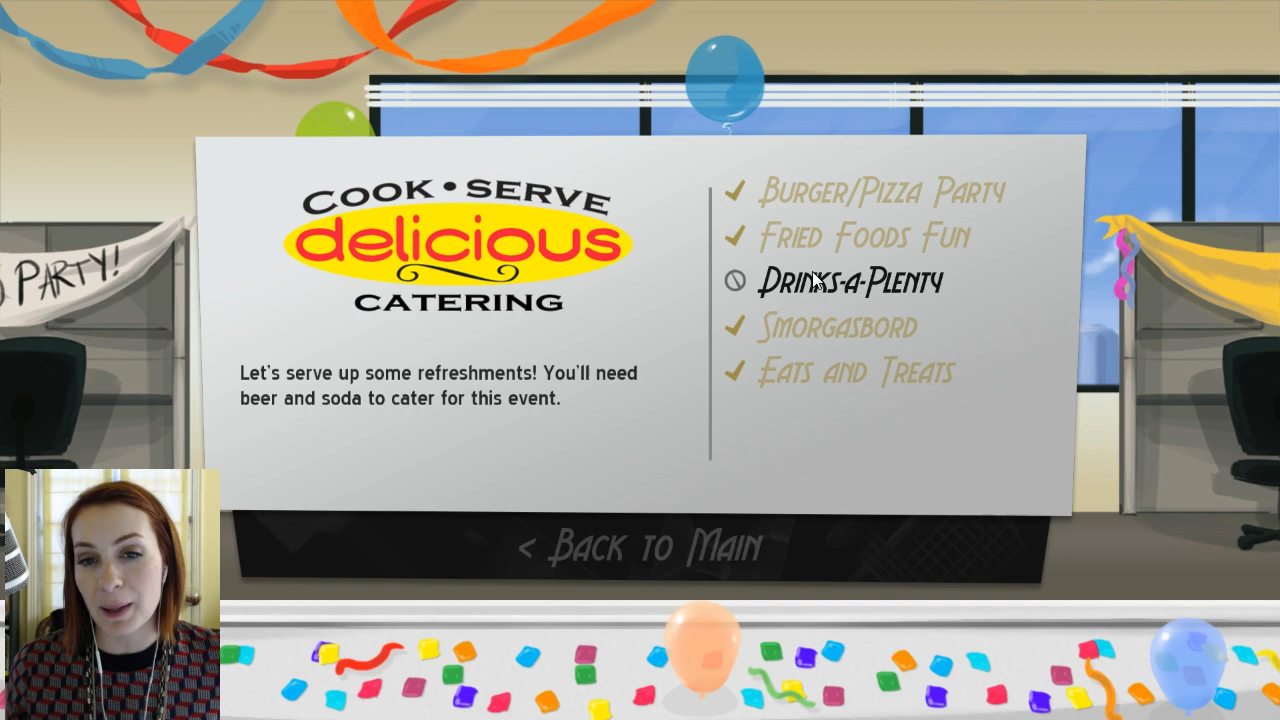 COOK • SERVE
delicious
CATERING
Let's serve up some refreshments! You'll need
beer and soda to cater for this event.
Burger/Pizza Party
Fried Foods Fun
Drinks-a-Plenty
Smorgasbord
Eats and Treats
PARTY!
< Back to Main